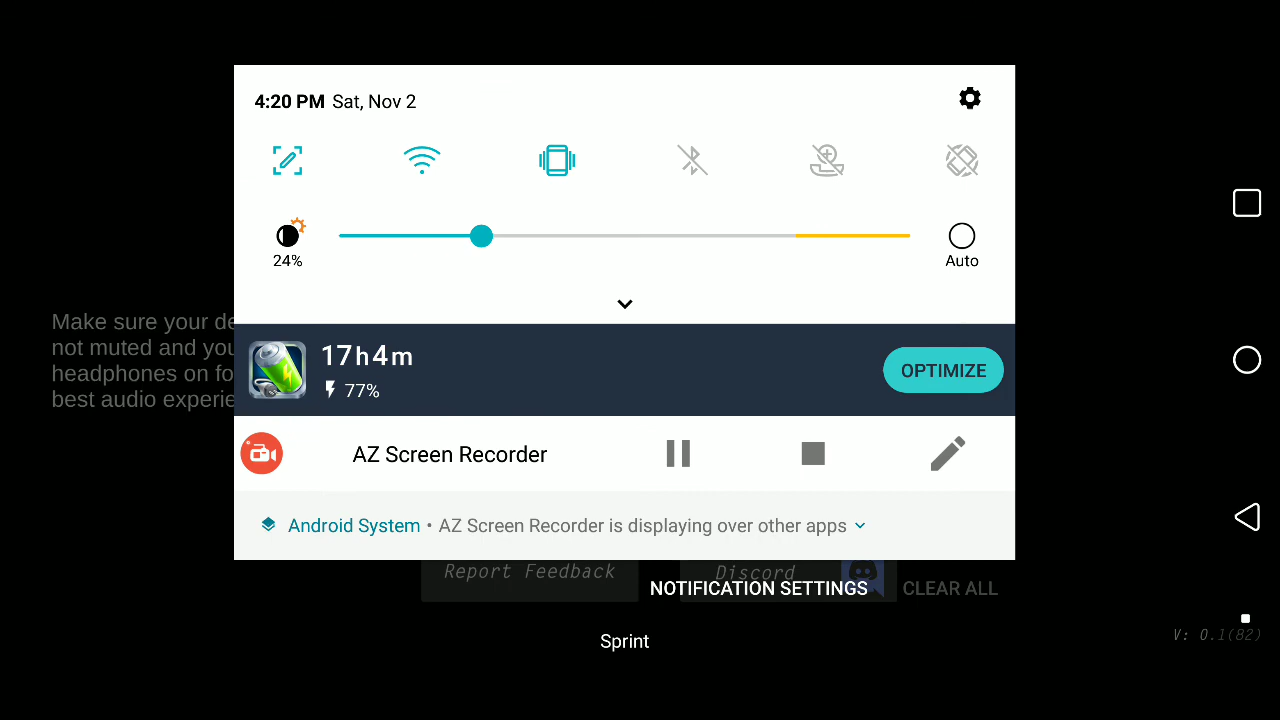 4:20 PM Sat, Nov 2
24%
Auto
Make sure your de
not muted and you
headphones on fo
best audio experie
17h4m
77%
OPTIMIZE
AZ Screen Recorder
Android System • AZ Screen Recorder is displaying over other apps
Report Feedback
Discord
NOTIFICATION SETTINGS
CLEAR ALL
V: 0.1(82)
Sprint